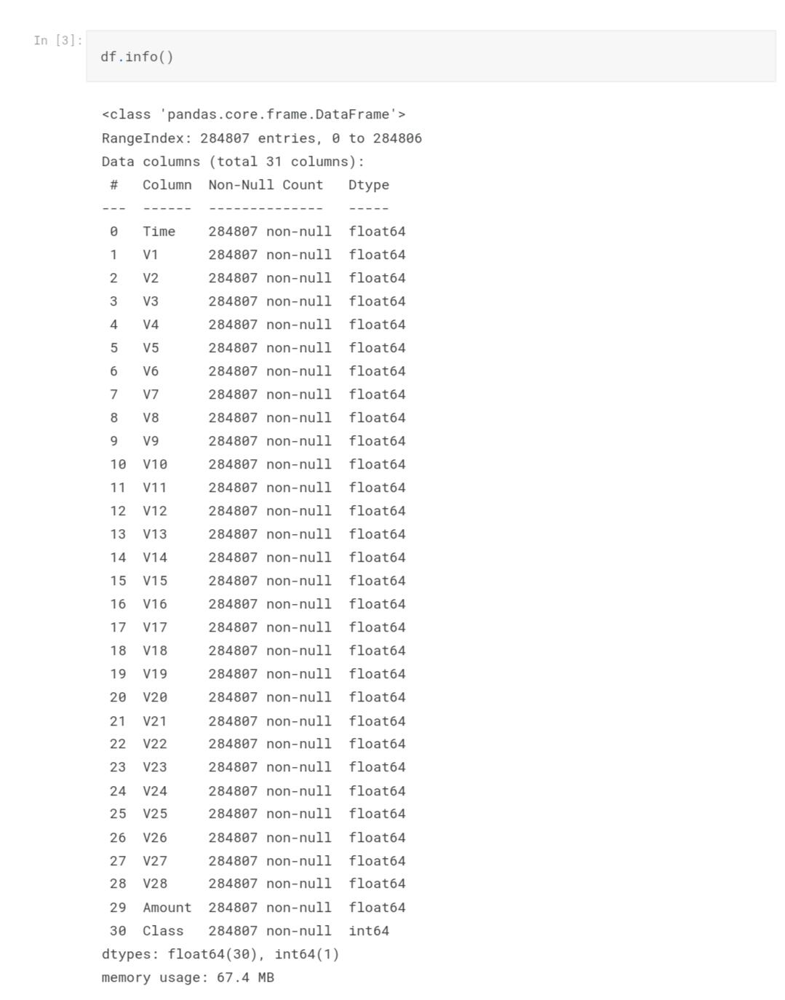 In [3]:
df.info()
<class 'pandas.core.frame.DataFrame'>
RangeIndex: 284807 entries, 0 to 284806
Data columns (total 31 columns):
 #   Column  Non-Null Count   Dtype
---  ------  --------------   -----
 0   Time    284807 non-null  float64
 1   V1      284807 non-null  float64
 2   V2      284807 non-null  float64
 3   V3      284807 non-null  float64
 4   V4      284807 non-null  float64
 5   V5      284807 non-null  float64
 6   V6      284807 non-null  float64
 7   V7      284807 non-null  float64
 8   V8      284807 non-null  float64
 9   V9      284807 non-null  float64
 10  V10     284807 non-null  float64
 11  V11     284807 non-null  float64
 12  V12     284807 non-null  float64
 13  V13     284807 non-null  float64
 14  V14     284807 non-null  float64
 15  V15     284807 non-null  float64
 16  V16     284807 non-null  float64
 17  V17     284807 non-null  float64
 18  V18     284807 non-null  float64
 19  V19     284807 non-null  float64
 20  V20     284807 non-null  float64
 21  V21     284807 non-null  float64
 22  V22     284807 non-null  float64
 23  V23     284807 non-null  float64
 24  V24     284807 non-null  float64
 25  V25     284807 non-null  float64
 26  V26     284807 non-null  float64
 27  V27     284807 non-null  float64
 28  V28     284807 non-null  float64
 29  Amount  284807 non-null  float64
 30  Class   284807 non-null  int64
dtypes: float64(30), int64(1)
memory usage: 67.4 MB